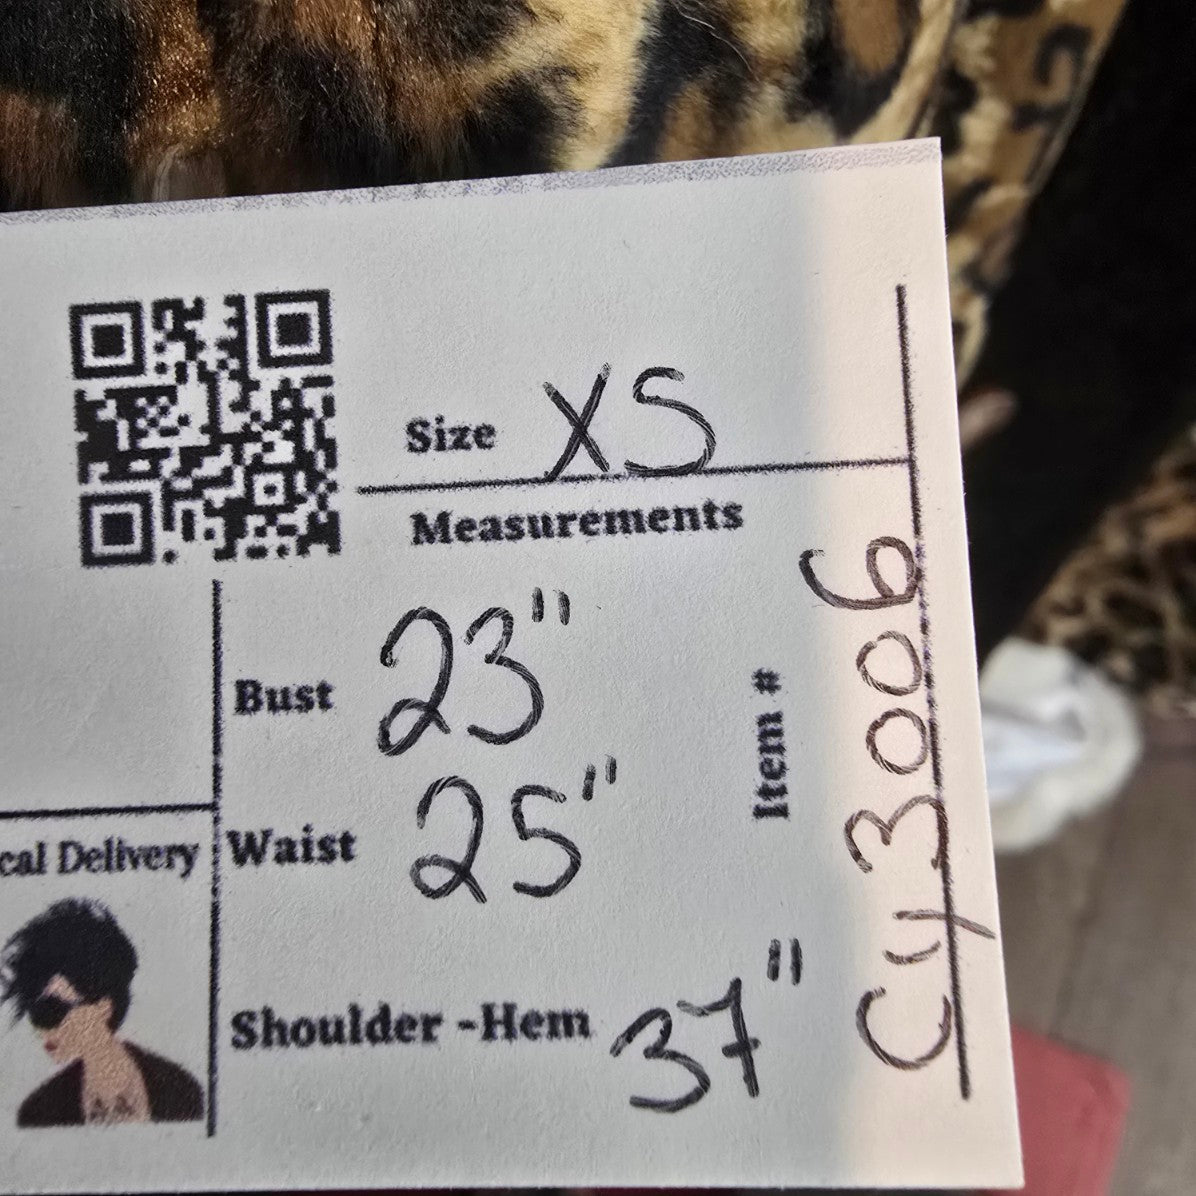 Size XS
Measurements
Bust 23"
Waist 25"
Shoulder -Hem 37"
Item # C43006
cal Delivery